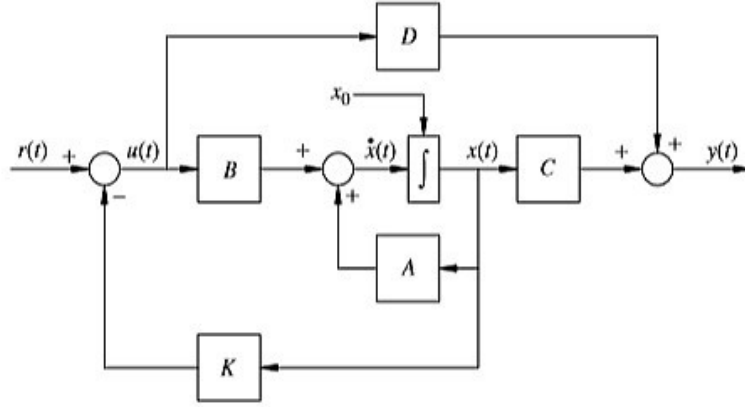 D
x₀
r(t) + u(t) B + ẋ(t) ∫ x(t) C + + y(t)
− +
A
K